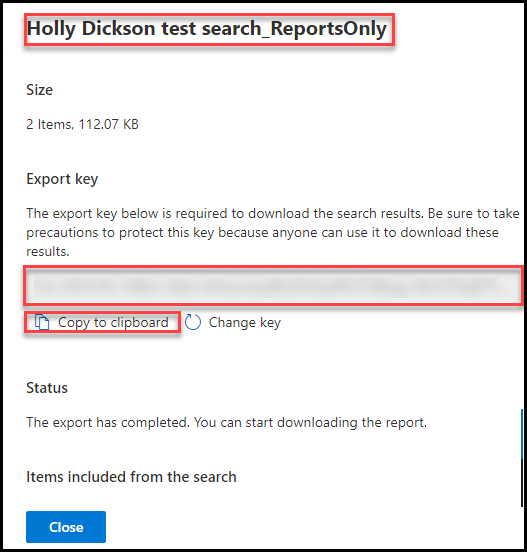 Holly Dickson test search_ReportsOnly
Size
2 Items, 112.07 KB
Export key
The export key below is required to download the search results. Be sure to take
precautions to protect this key because anyone can use it to download these
results.
Copy to clipboard Change key
Status
The export has completed. You can start downloading the report.
Items included from the search
Close